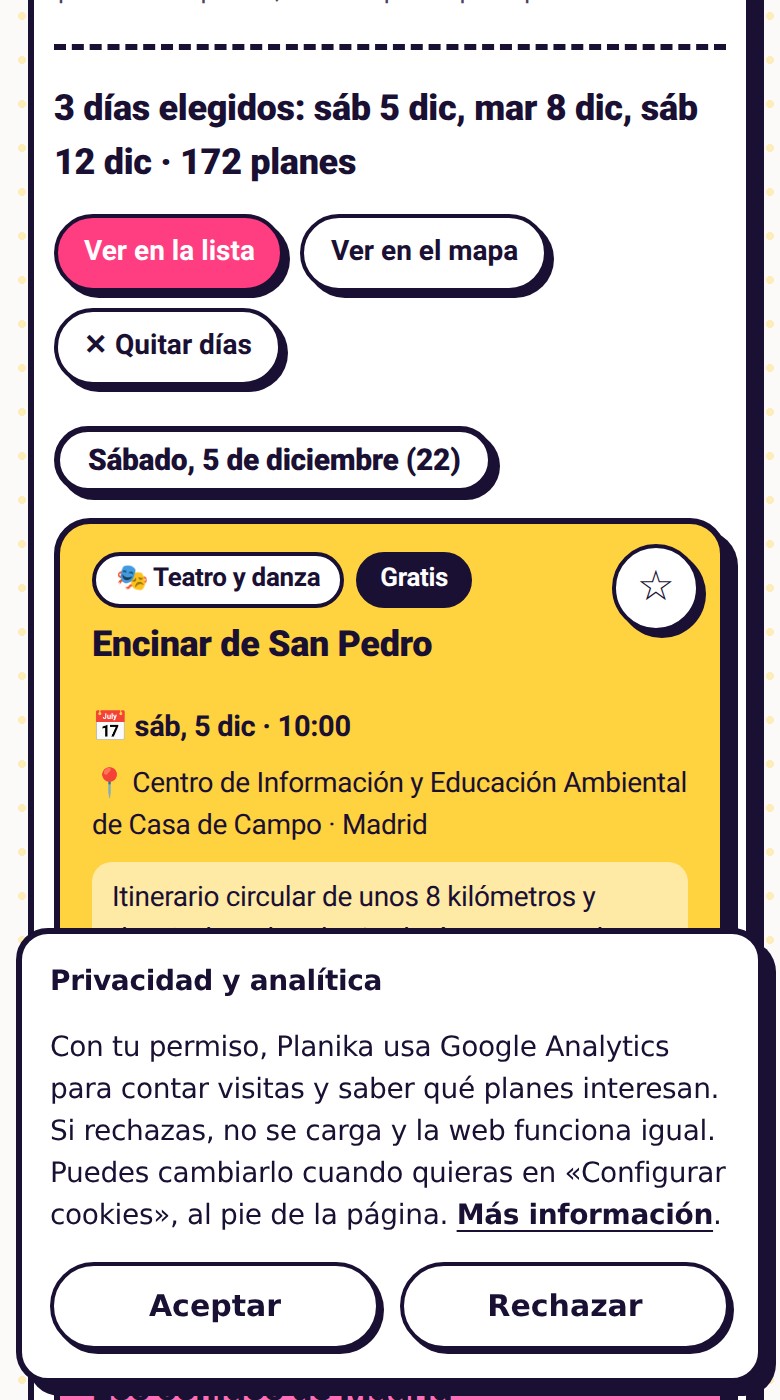 3 días elegidos: sáb 5 dic, mar 8 dic, sáb
12 dic · 172 planes
Ver en la lista
Ver en el mapa
✕ Quitar días
Sábado, 5 de diciembre (22)
🎭 Teatro y danza
Gratis
☆
Encinar de San Pedro
📅 sáb, 5 dic · 10:00
📍 Centro de Información y Educación Ambiental
de Casa de Campo · Madrid
Itinerario circular de unos 8 kilómetros y
Privacidad y analítica
Con tu permiso, Planika usa Google Analytics
para contar visitas y saber qué planes interesan.
Si rechazas, no se carga y la web funciona igual.
Puedes cambiarlo cuando quieras en «Configurar
cookies», al pie de la página. Más información.
Aceptar
Rechazar